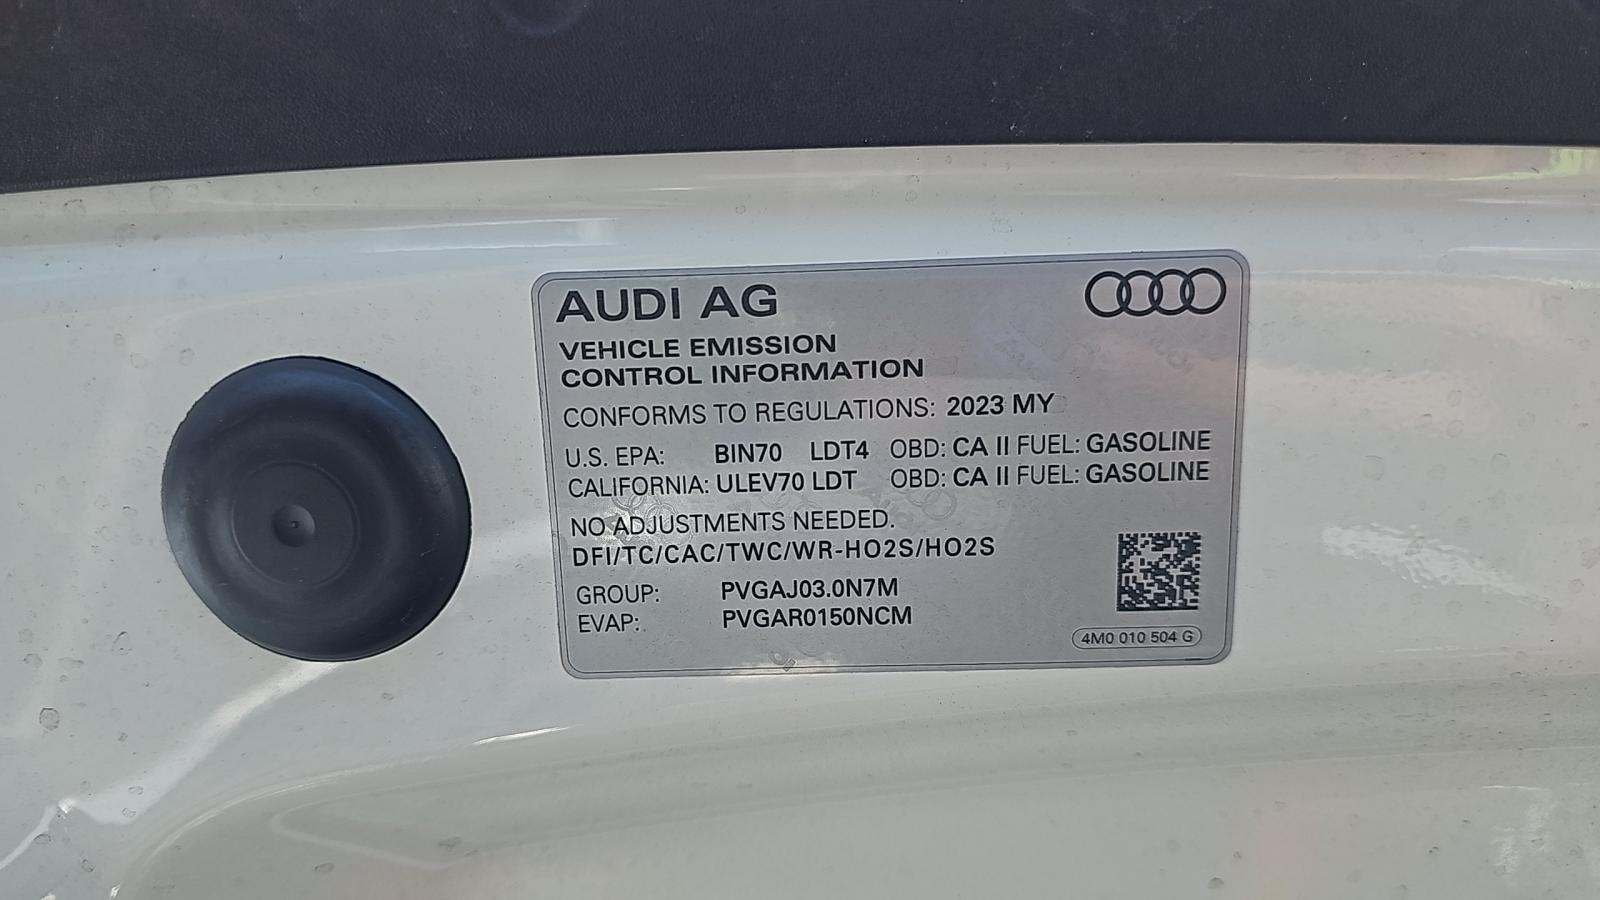 AUDI AG
VEHICLE EMISSION
CONTROL INFORMATION
CONFORMS TO REGULATIONS: 2023 MY
U.S. EPA: BIN70 LDT4 OBD: CA II FUEL: GASOLINE
CALIFORNIA: ULEV70 LDT OBD: CA II FUEL: GASOLINE
NO ADJUSTMENTS NEEDED.
DFI/TC/CAC/TWC/WR-HO2S/HO2S
GROUP: PVGAJ03.0N7M
EVAP: PVGAR0150NCM
4M0 010 504 G